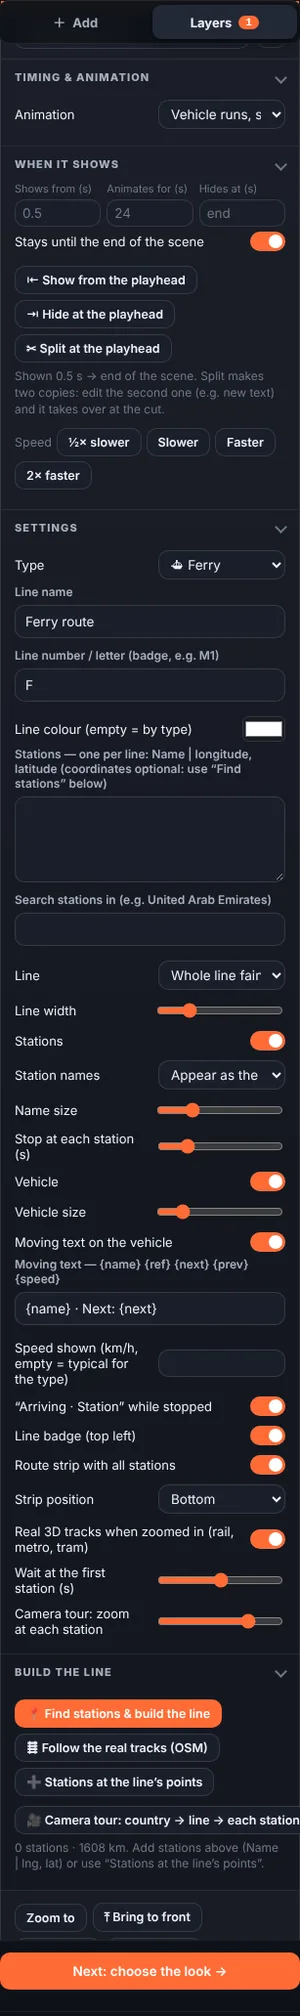 + Add
Layers 1
TIMING & ANIMATION
Animation
Vehicle runs, s
WHEN IT SHOWS
Shows from (s) Animates for (s) Hides at (s)
0.5 24 end
Stays until the end of the scene
⇤ Show from the playhead
⇥ Hide at the playhead
✂ Split at the playhead
Shown 0.5 s → end of the scene. Split makes
two copies: edit the second one (e.g. new text)
and it takes over at the cut.
Speed ½× slower Slower Faster
2× faster
SETTINGS
Type
⛴ Ferry
Line name
Ferry route
Line number / letter (badge, e.g. M1)
F
Line colour (empty = by type)
Stations — one per line: Name | longitude,
latitude (coordinates optional: use “Find
stations” below)
Search stations in (e.g. United Arab Emirates)
Line
Whole line fair
Line width
Stations
Station names
Appear as the
Name size
Stop at each station
(s)
Vehicle
Vehicle size
Moving text on the vehicle
Moving text — {name} {ref} {next} {prev}
{speed}
{name} · Next: {next}
Speed shown (km/h,
empty = typical for
the type)
“Arriving · Station” while stopped
Line badge (top left)
Route strip with all stations
Strip position
Bottom
Real 3D tracks when zoomed in (rail,
metro, tram)
Wait at the first
station (s)
Camera tour: zoom
at each station
BUILD THE LINE
📍 Find stations & build the line
🛤 Follow the real tracks (OSM)
➕ Stations at the line’s points
🎥 Camera tour: country → line → each station
0 stations · 1608 km. Add stations above (Name
| lng, lat) or use “Stations at the line’s points”.
Zoom to
⤒ Bring to front
Next: choose the look →